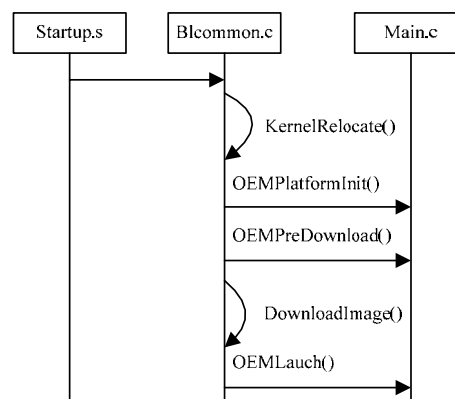 Startup.s
Blcommon.c
Main.c
KernelRelocate()
OEMPlatformInit()
OEMPreDownload()
DownloadImage()
OEMLauch()